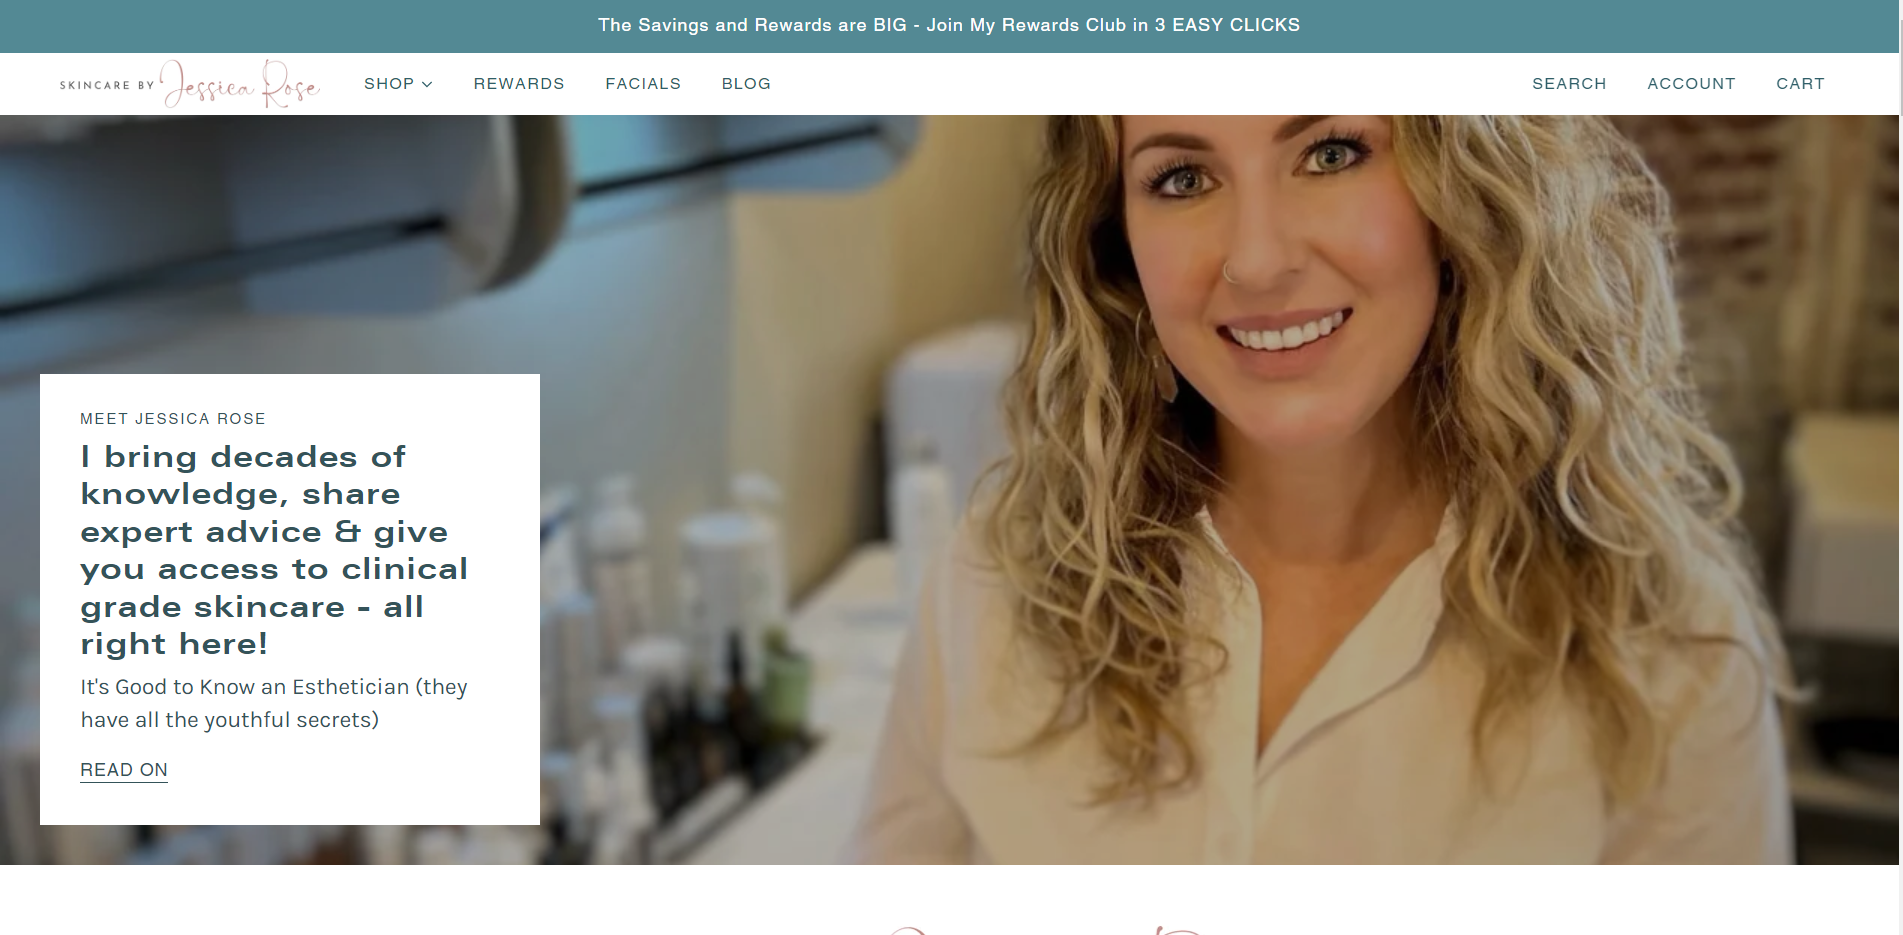 The Savings and Rewards are BIG - Join My Rewards Club in 3 EASY CLICKS
SKINCARE BY Jessica Rose
SHOP
REWARDS
FACIALS
BLOG
SEARCH
ACCOUNT
CART
MEET JESSICA ROSE
I bring decades of
knowledge, share
expert advice & give
you access to clinical
grade skincare - all
right here!
It's Good to Know an Esthetician (they
have all the youthful secrets)
READ ON